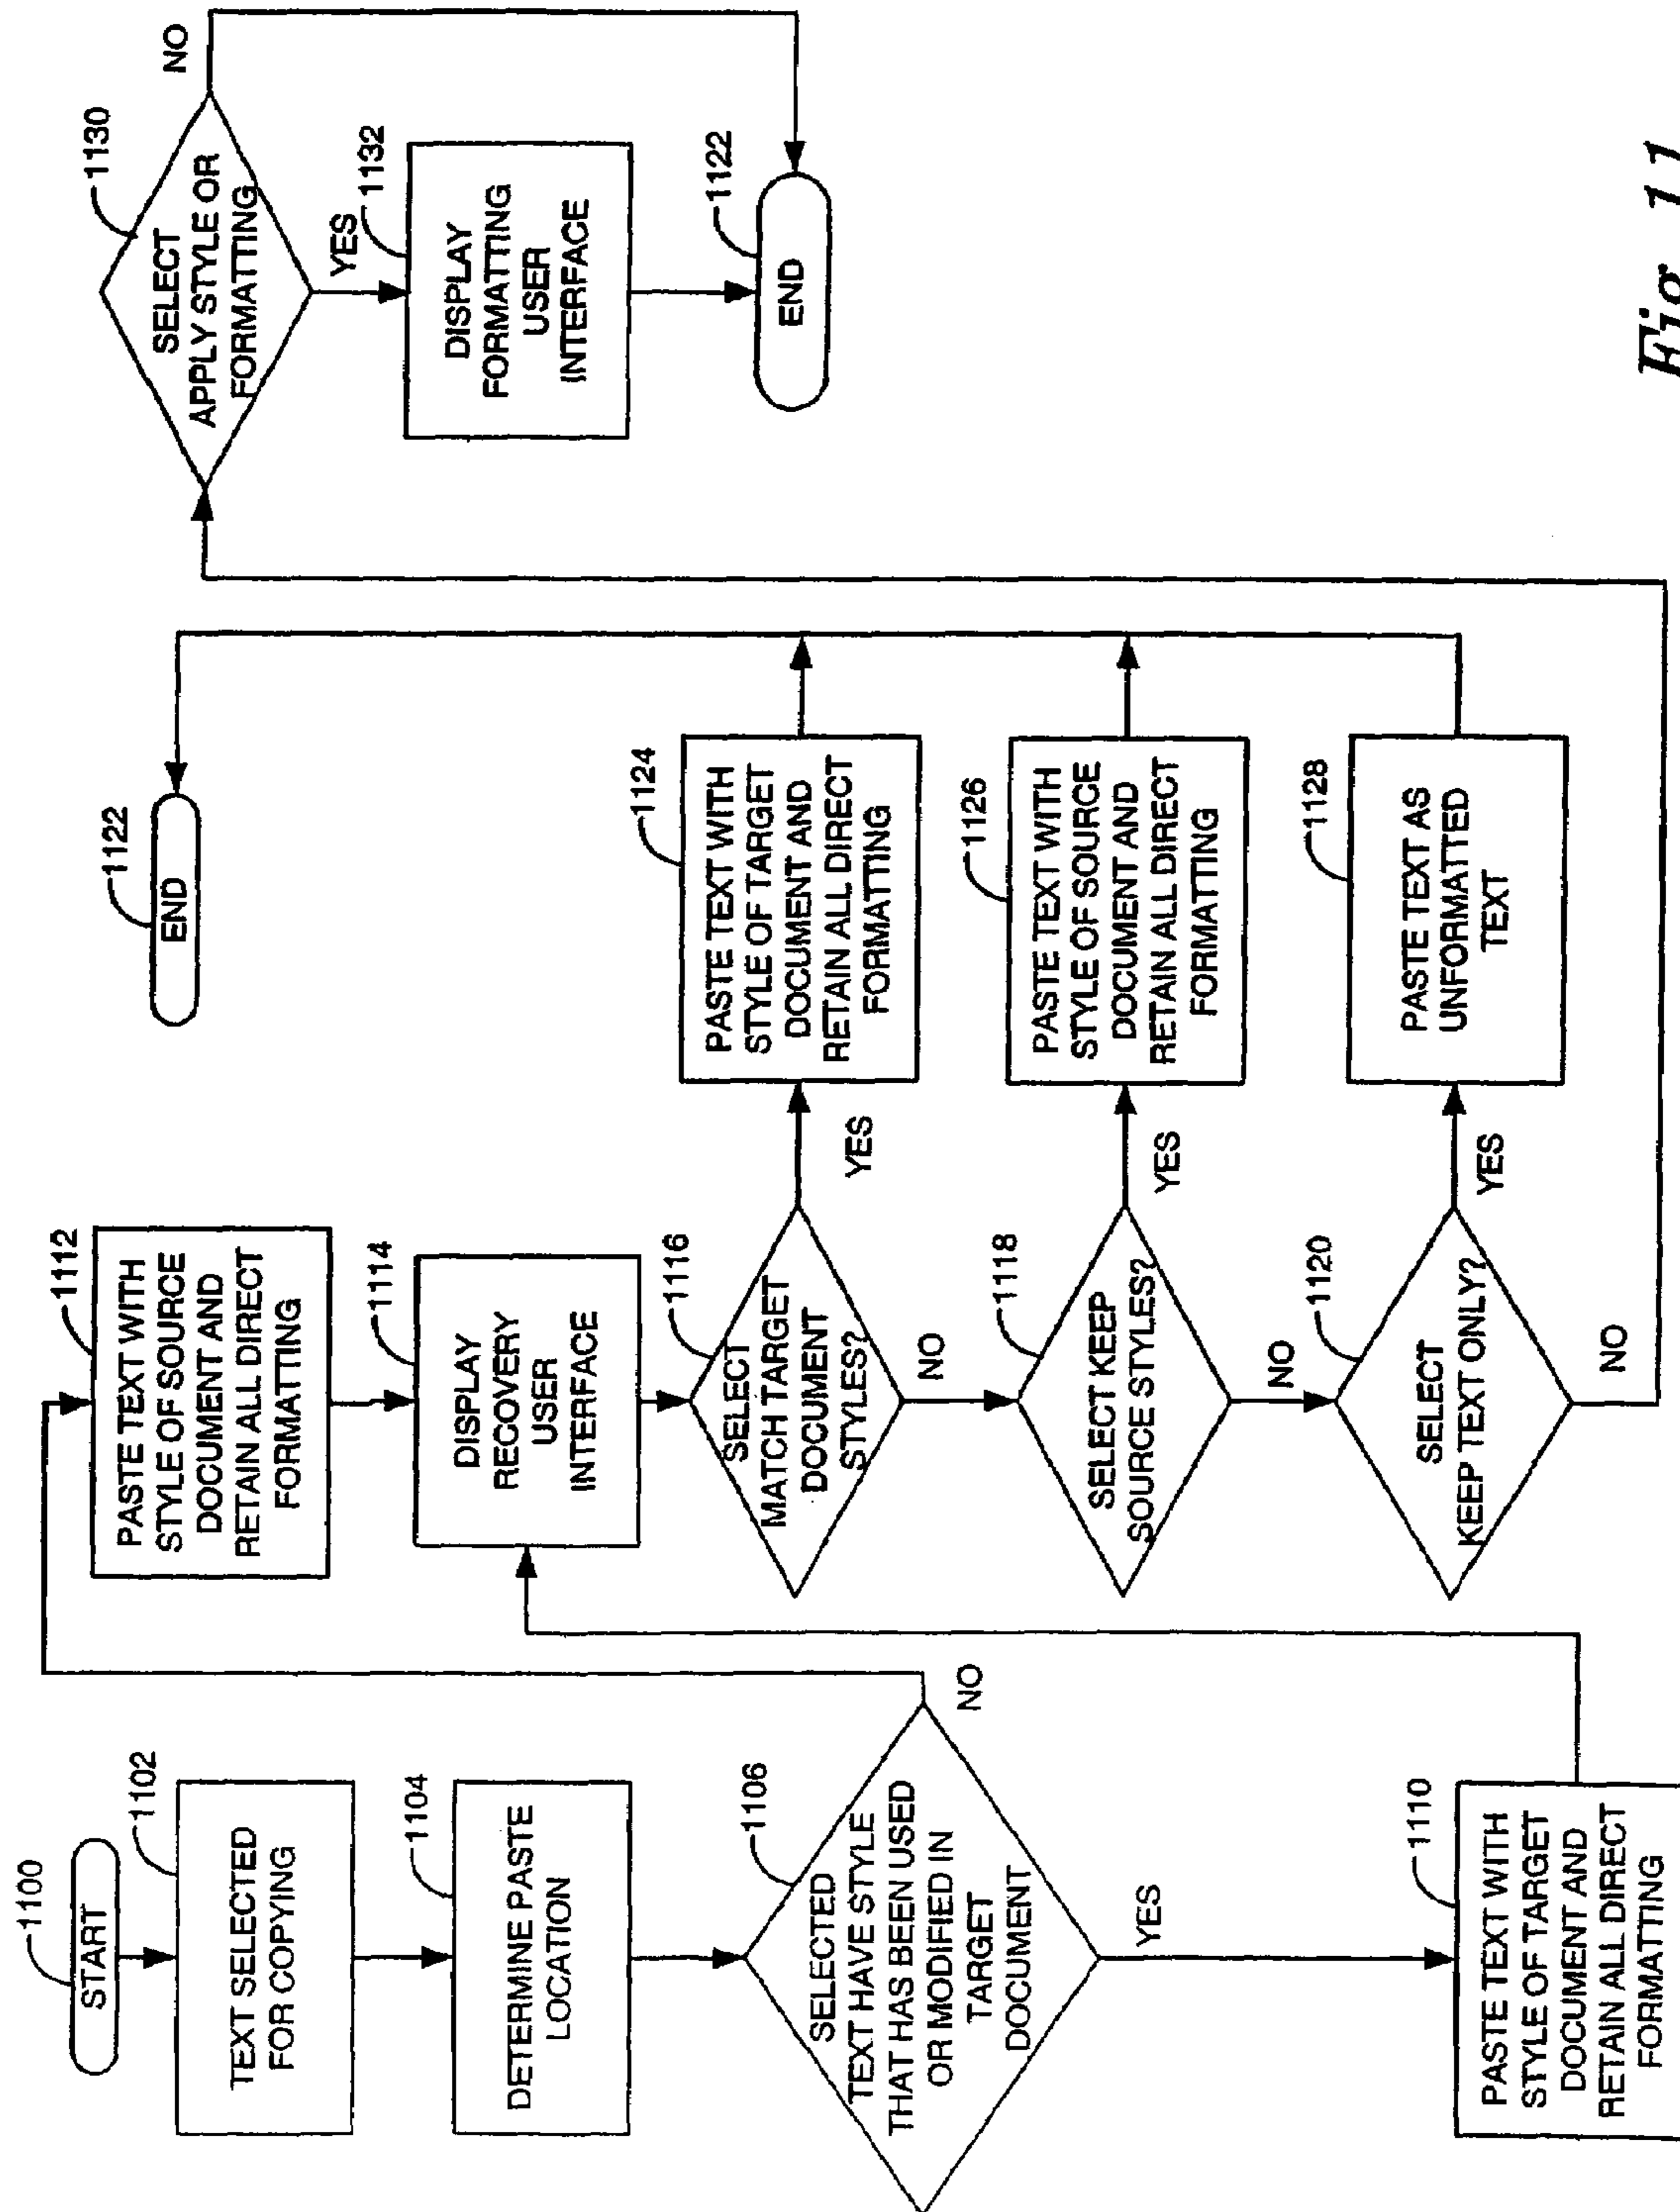 1100
START
1102
TEXT SELECTED
FOR COPYING
1104
DETERMINE PASTE
LOCATION
1106
SELECTED
TEXT HAVE STYLE
THAT HAS BEEN USED
OR MODIFIED IN
TARGET
DOCUMENT
NO
YES
1110
PASTE TEXT WITH
STYLE OF TARGET
DOCUMENT AND
RETAIN ALL DIRECT
FORMATTING
1112
PASTE TEXT WITH
STYLE OF SOURCE
DOCUMENT AND
RETAIN ALL DIRECT
FORMATTING
1114
DISPLAY
RECOVERY
USER
INTERFACE
1116
SELECT
MATCH TARGET
DOCUMENT
STYLES?
YES
NO
1118
SELECT KEEP
SOURCE STYLES?
YES
NO
1120
SELECT
KEEP TEXT ONLY?
YES
NO
1122
END
1124
PASTE TEXT WITH
STYLE OF TARGET
DOCUMENT AND
RETAIN ALL DIRECT
FORMATTING
1126
PASTE TEXT WITH
STYLE OF SOURCE
DOCUMENT AND
RETAIN ALL DIRECT
FORMATTING
1128
PASTE TEXT AS
UNFORMATTED
TEXT
1130
SELECT
APPLY STYLE OR
FORMATTING
NO
YES
1132
DISPLAY
FORMATTING
USER
INTERFACE
1122
END
Fig. 11